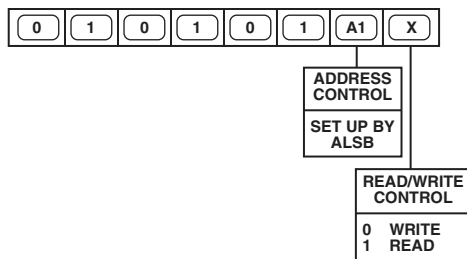 0 1 0 1 0 1 A1 X
ADDRESS
CONTROL
SET UP BY
ALSB
READ/WRITE
CONTROL
0 WRITE
1 READ